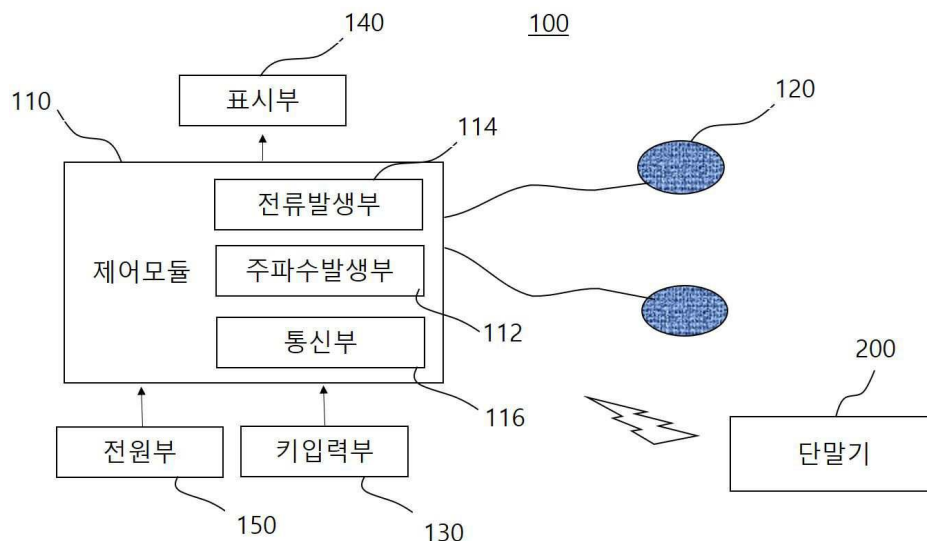 140
100
표시부
110
120
114
전류발생부
제어모듈
주파수발생부
112
통신부
200
116
전원부
키입력부
단말기
150
130